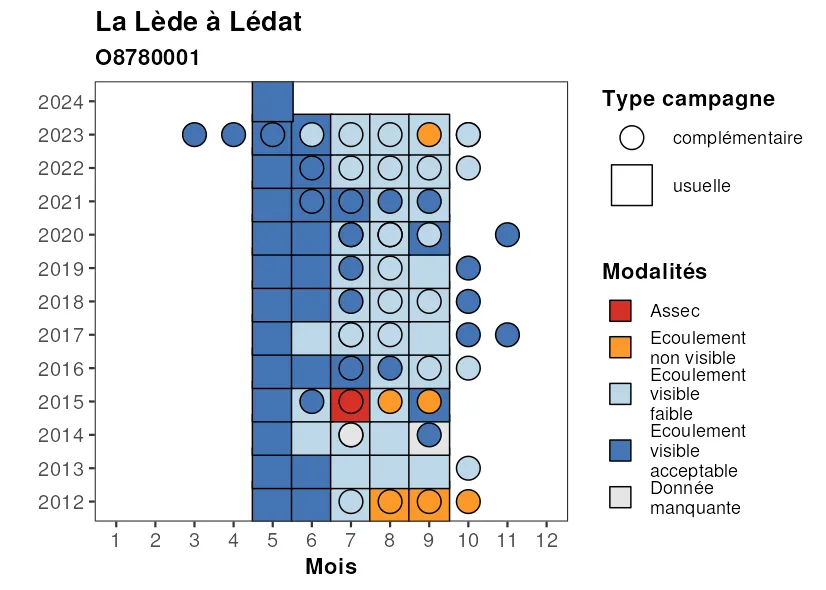 La Lède à Lédat
O8780001
2024
2023
2022
2021
2020
2019
2018
2017
2016
2015
2014
2013
2012
1 2 3 4 5 6 7 8 9 10 11 12
Mois
Type campagne
complémentaire
usuelle
Modalités
Assec
Ecoulement
non visible
Ecoulement
visible
faible
Ecoulement
visible
acceptable
Donnée
manquante